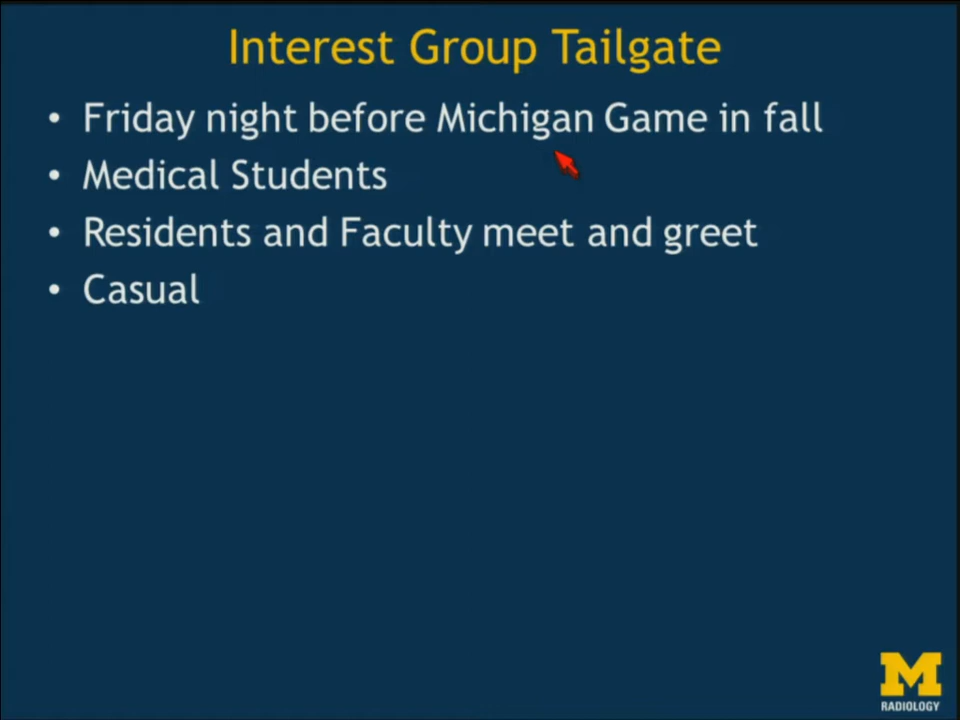 Interest Group Tailgate
• Friday night before Michigan Game in fall
• Medical Students
• Residents and Faculty meet and greet
• Casual
M
RADIOLOGY